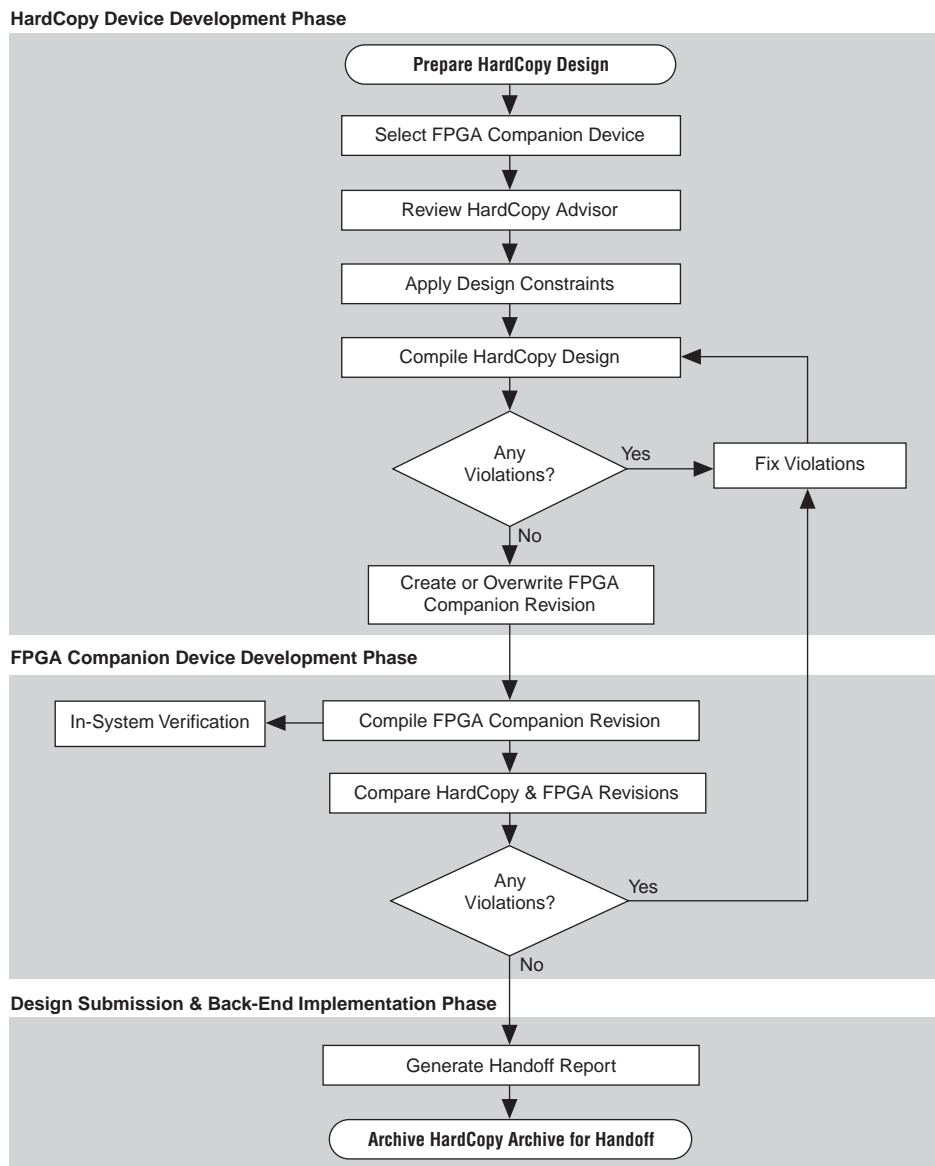 HardCopy Device Development Phase
Prepare HardCopy Design
Select FPGA Companion Device
Review HardCopy Advisor
Apply Design Constraints
Compile HardCopy Design
Any
Violations?
Yes
Fix Violations
No
Create or Overwrite FPGA
Companion Revision
FPGA Companion Device Development Phase
In-System Verification
Compile FPGA Companion Revision
Compare HardCopy & FPGA Revisions
Any
Violations?
Yes
No
Design Submission & Back-End Implementation Phase
Generate Handoff Report
Archive HardCopy Archive for Handoff